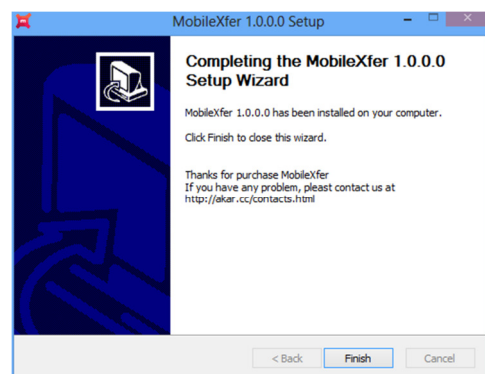 MobileXfer 1.0.0.0 Setup
Completing the MobileXfer 1.0.0.0
Setup Wizard
MobileXfer 1.0.0.0 has been installed on your computer.
Click Finish to close this wizard.
Thanks for purchase MobileXfer
If you have any problem, pleast contact us at
http://akar.cc/contacts.html
< Back
Finish
Cancel